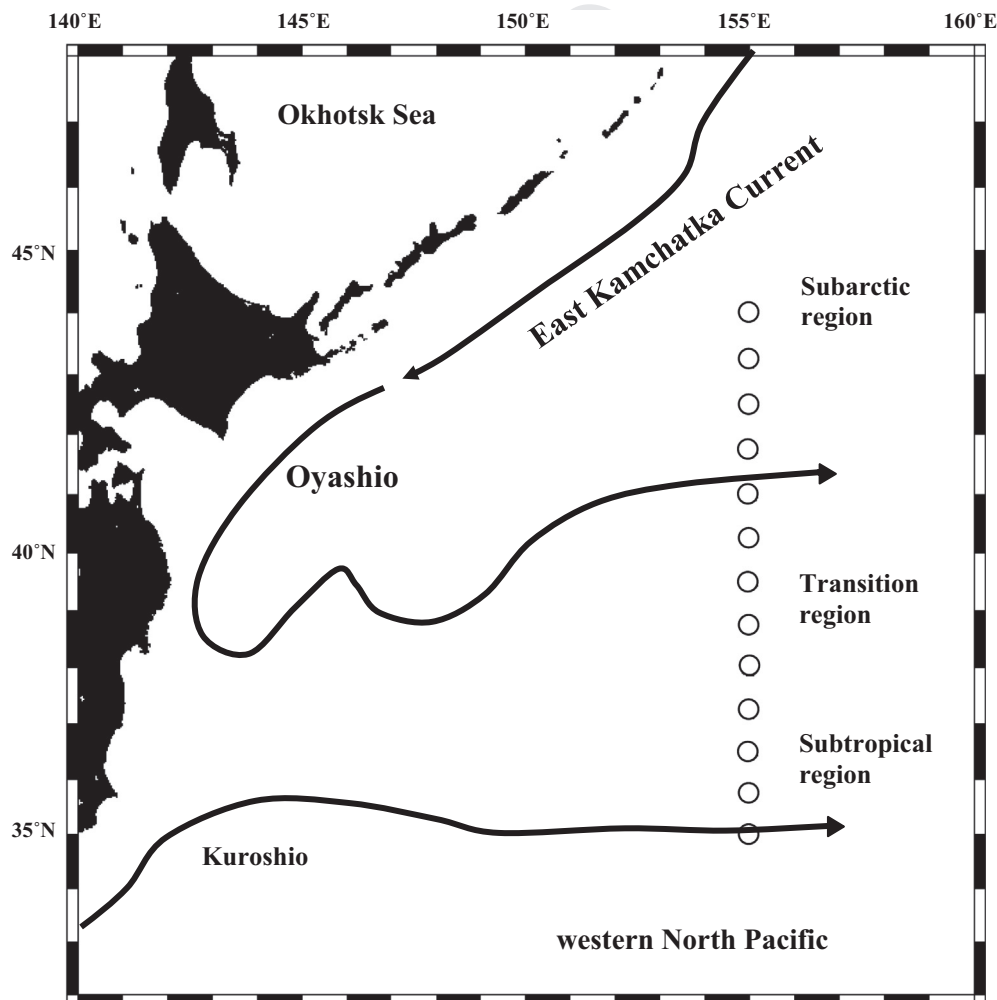 140˚E
145˚E
150˚E
155˚E
160˚E
Okhotsk Sea
East Kamchatka Current
45˚N
Subarctic
region
Oyashio
40˚N
Transition
region
Subtropical
region
35˚N
Kuroshio
western North Pacific